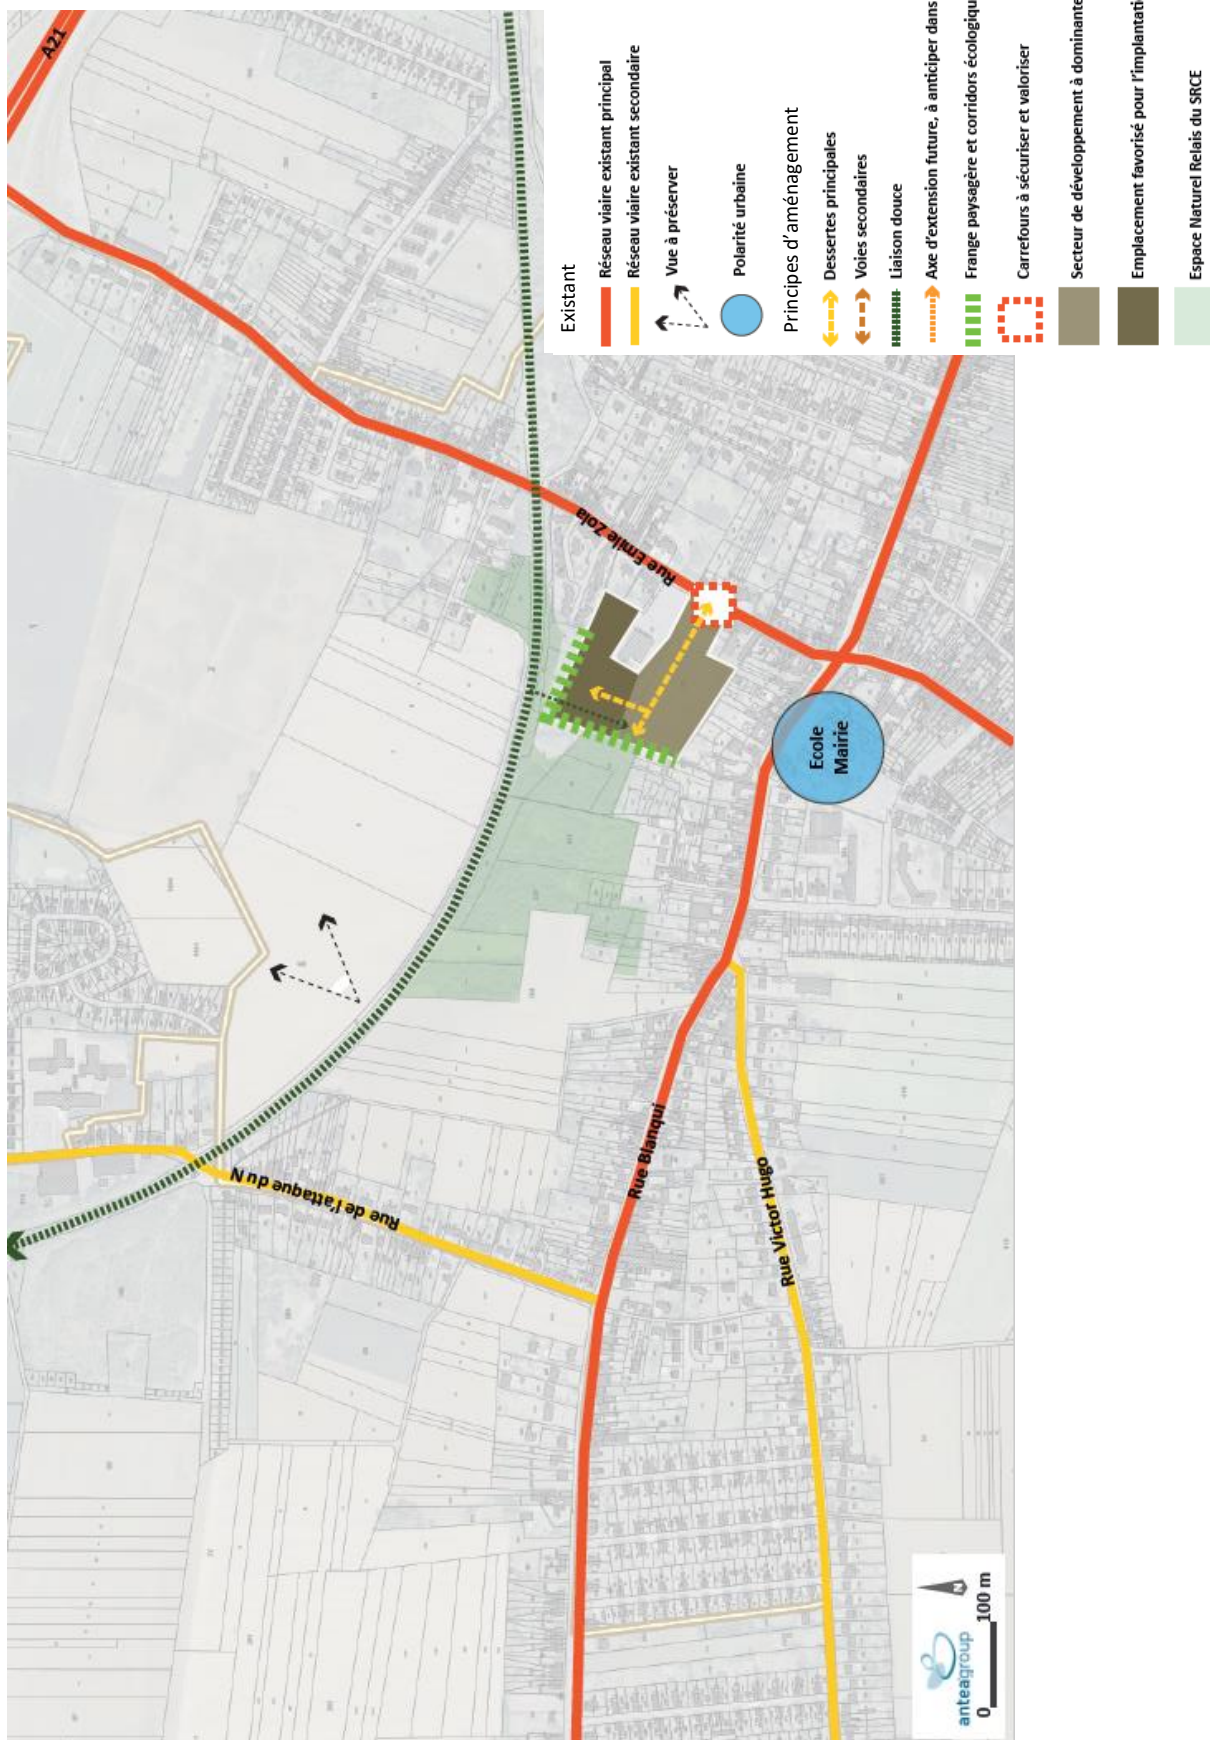 A21
Rue Emile Zola
Ecole
Mairie
Rue de l'attaque du N
Rue Blanqui
Rue Victor Hugo
anteagroup
N
0
100 m
Existant
Réseau viaire existant principal
Réseau viaire existant secondaire
Vue à préserver
Polarité urbaine
Principes d'aménagement
Dessertes principales
Voies secondaires
Liaison douce
Axe d'extension future, à anticiper dans
Frange paysagère et corridors écologiqu
Carrefours à sécuriser et valoriser
Secteur de développement à dominante
Emplacement favorisé pour l'implantati
Espace Naturel Relais du SRCE